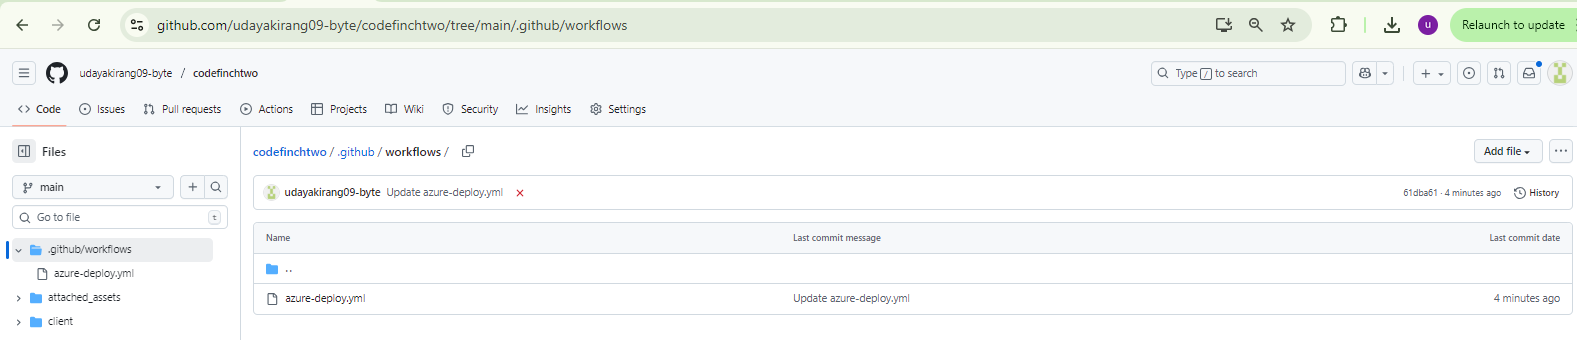 github.com/udayakirang09-byte/codefinchtwo/tree/main/.github/workflows
u
Relaunch to update
udayakirang09-byte / codefinchtwo
Type / to search
Code
Issues
Pull requests
Actions
Projects
Wiki
Security
Insights
Settings
Files
codefinchtwo / .github / workflows /
Add file
main
udayakirang09-byte Update azure-deploy.yml
61dba61 · 4 minutes ago
History
Go to file
t
Name
Last commit message
Last commit date
.github/workflows
..
azure-deploy.yml
attached_assets
azure-deploy.yml
Update azure-deploy.yml
4 minutes ago
client